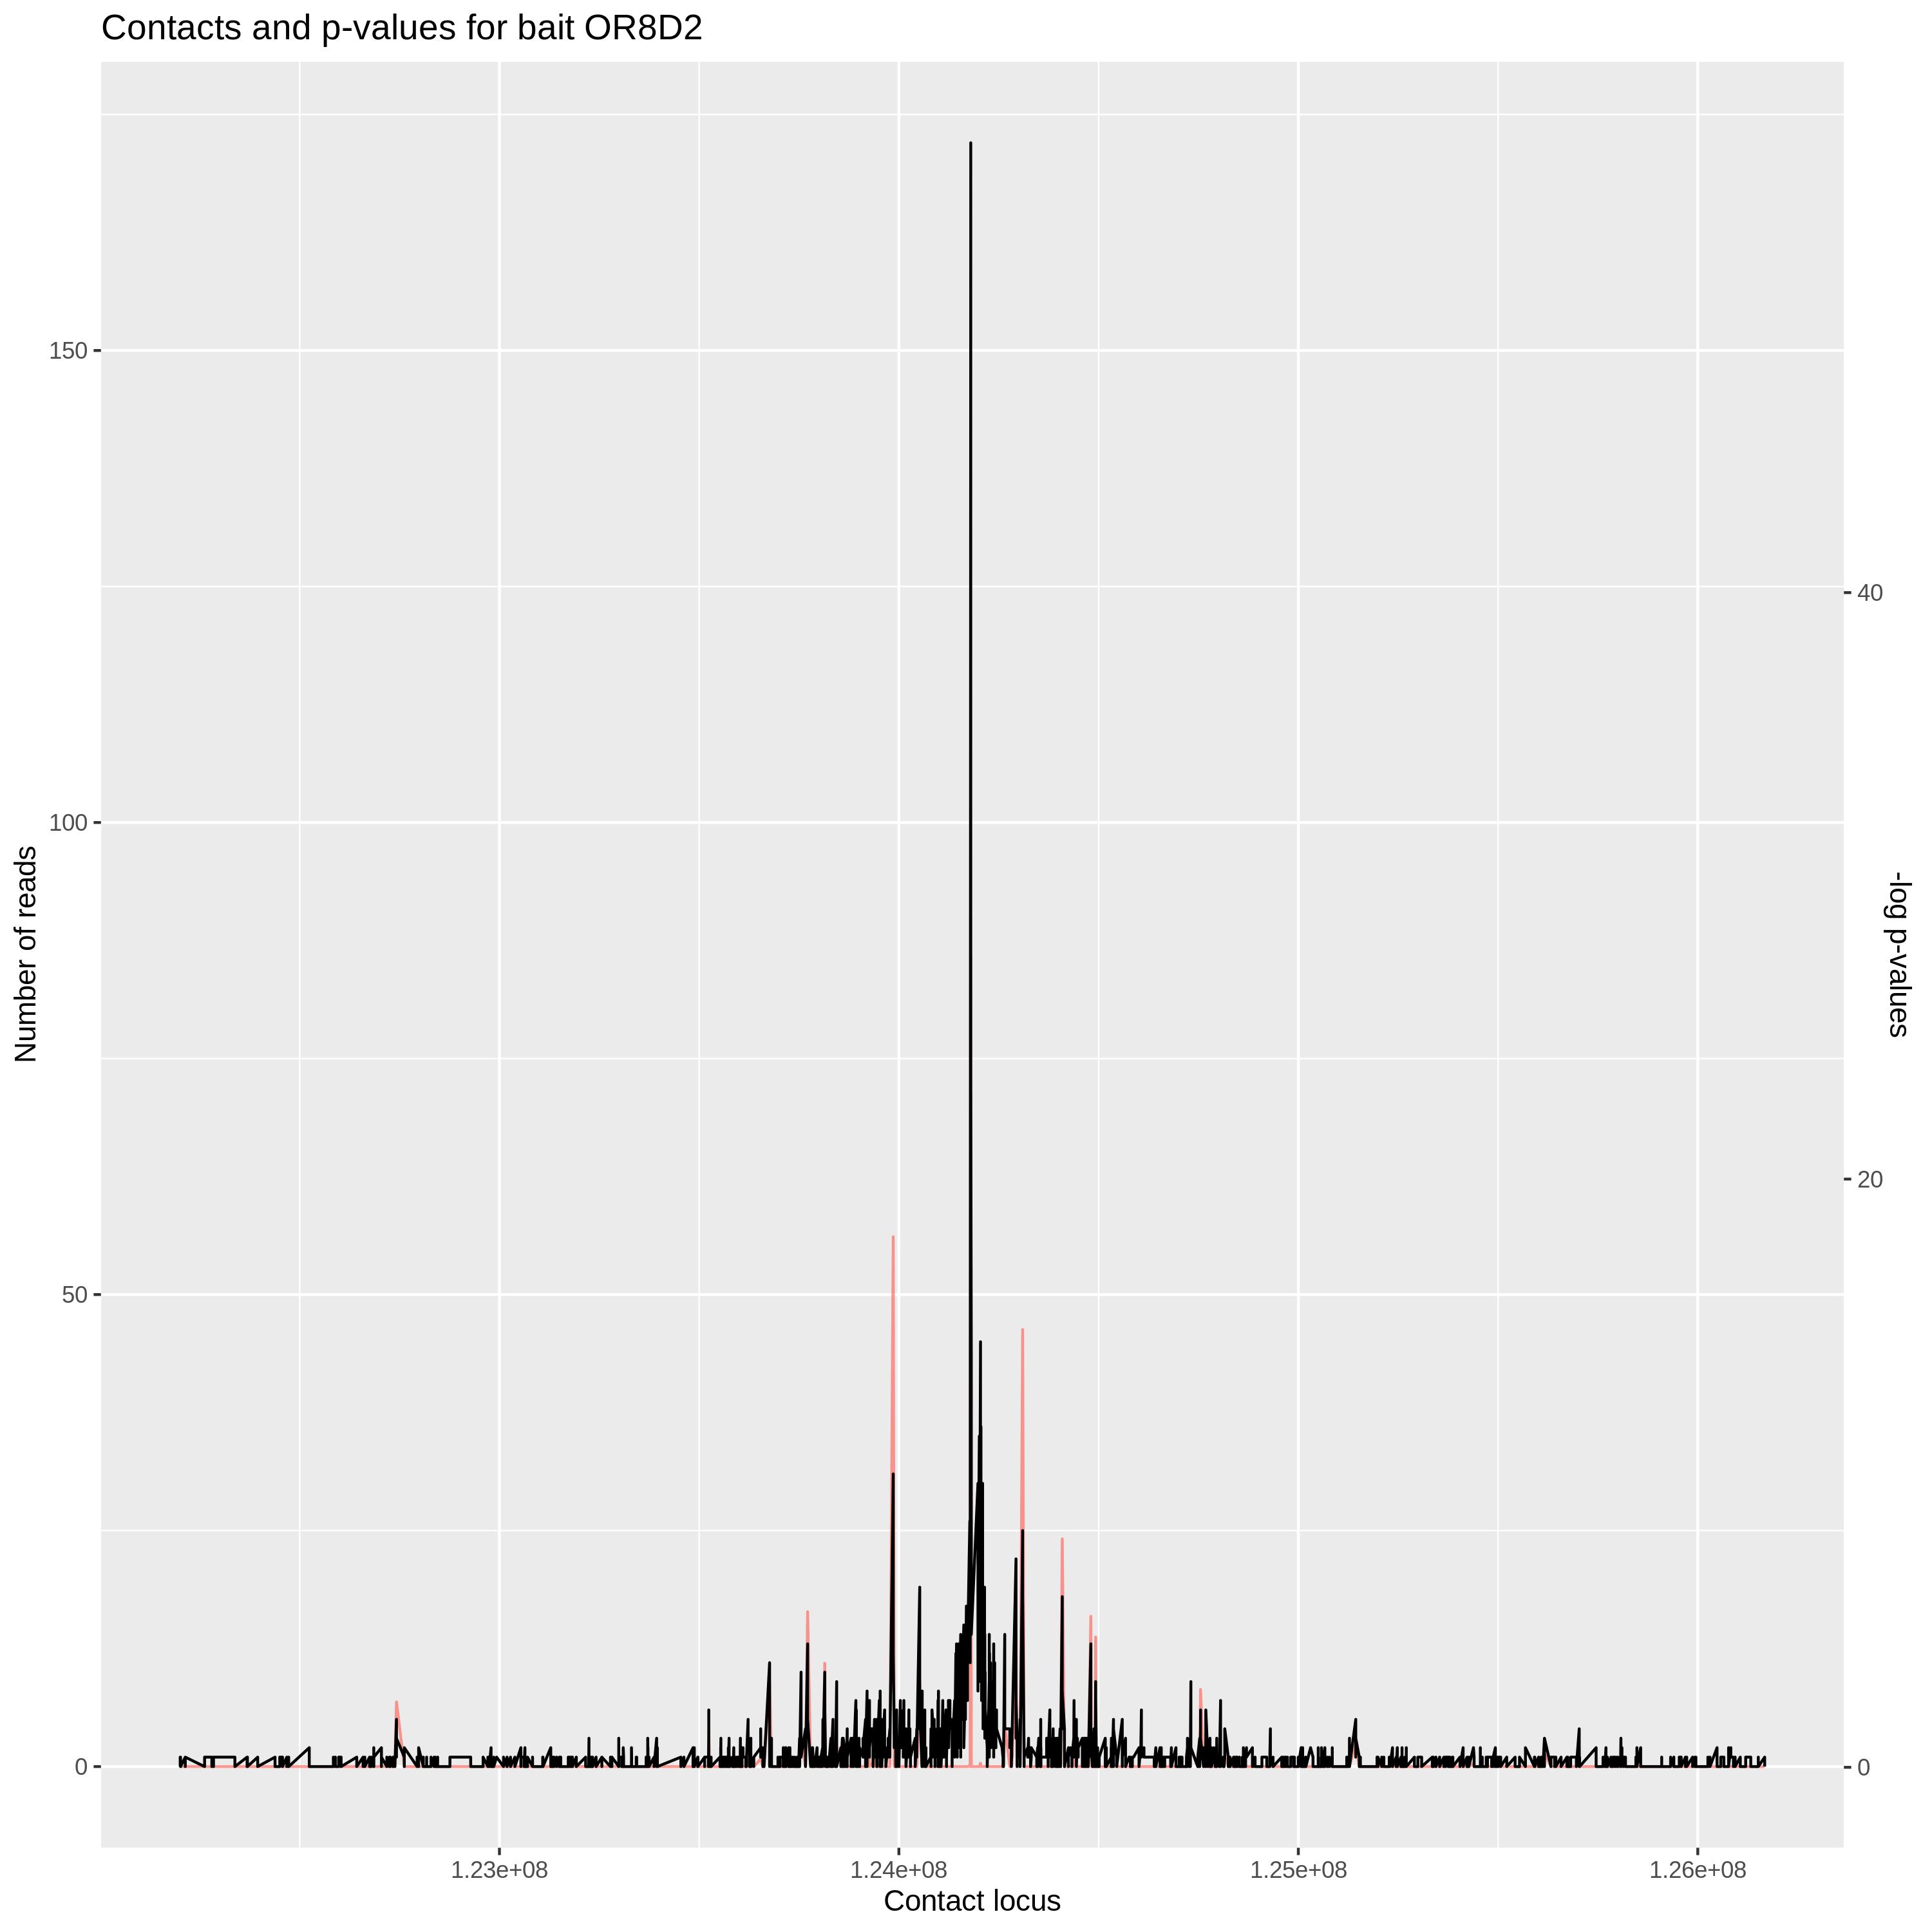 Contacts and p-values for bait OR8D2
150
100
50
0
Number of reads
40
20
0
-log p-values
1.23e+08
1.24e+08
1.25e+08
1.26e+08
Contact locus